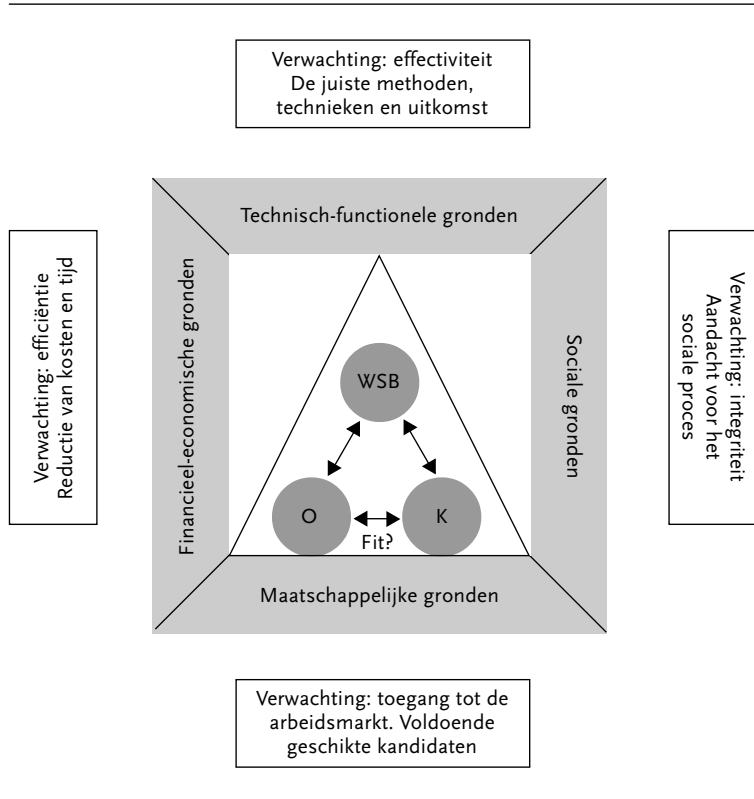 Verwachting: effectiviteit
De juiste methoden,
technieken en uitkomst
Technisch-functionele gronden
Verwachting: efficiëntie
Reductie van kosten en tijd
Financieel-economische gronden
WSB
O
K
Fit?
Sociale gronden
Verwachting: integriteit
Aandacht voor het
sociale proces
Maatschappelijke gronden
Verwachting: toegang tot de
arbeidsmarkt. Voldoende
geschikte kandidaten